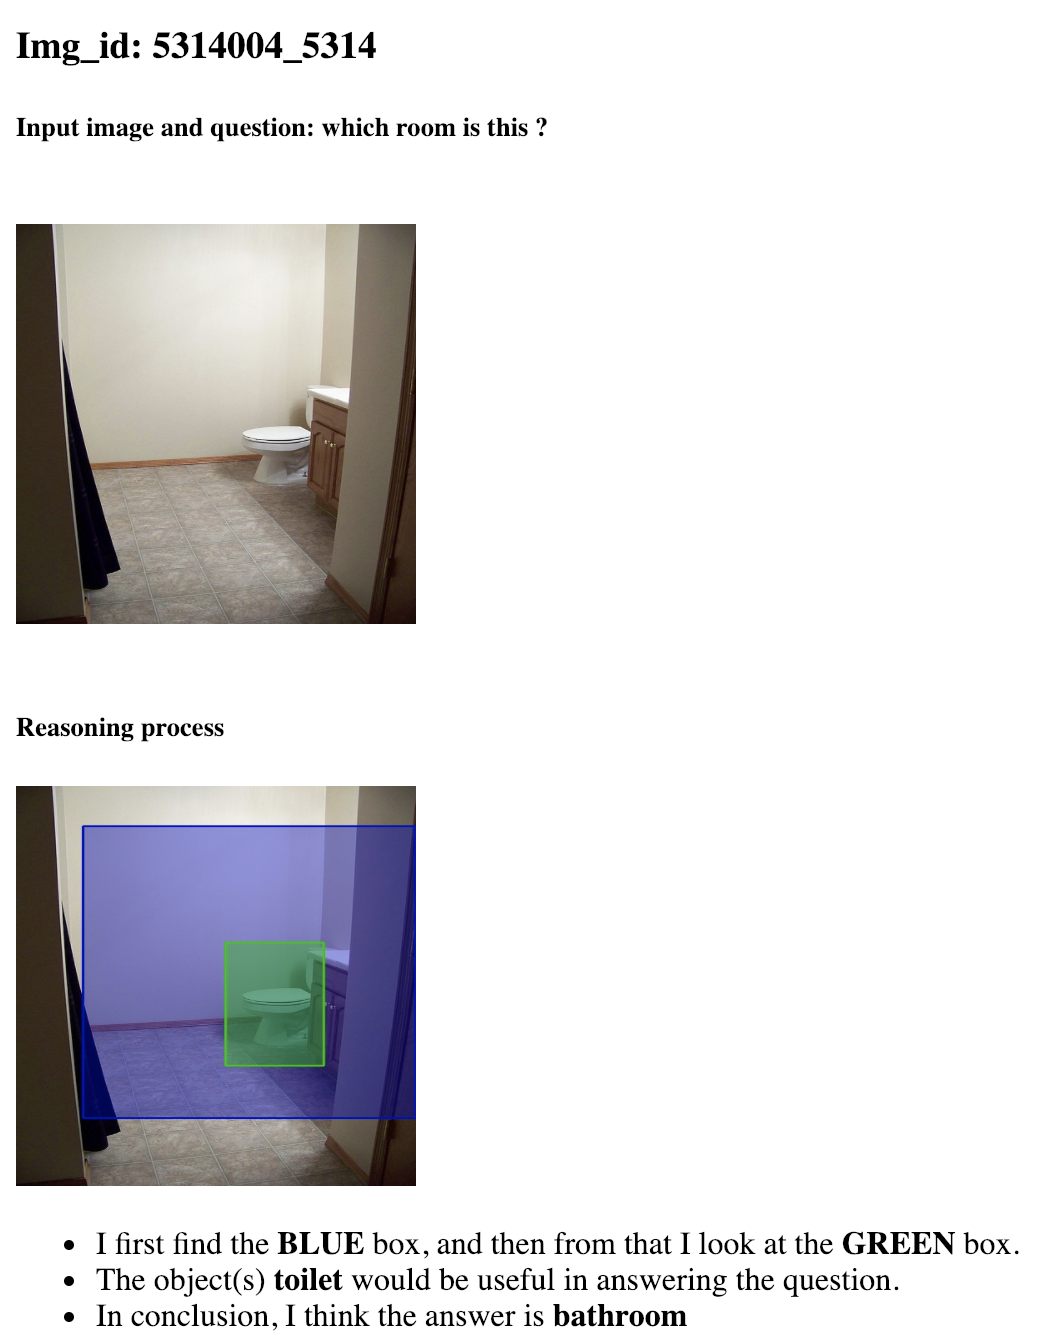 Img_id: 5314004_5314
Input image and question: which room is this ?
Reasoning process
• I first find the BLUE box, and then from that I look at the GREEN box.
• The object(s) toilet would be useful in answering the question.
• In conclusion, I think the answer is bathroom